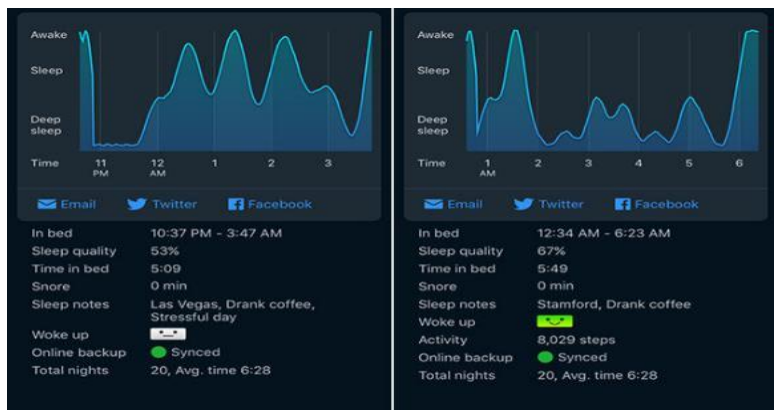 Awake
Sleep
Deep
sleep
Time 11 12 1 2 3
PM AM
Email Twitter Facebook
In bed 10:37 PM - 3:47 AM
Sleep quality 53%
Time in bed 5:09
Snore 0 min
Sleep notes Las Vegas, Drank coffee,
Stressful day
Woke up
Online backup Synced
Total nights 20, Avg. time 6:28
Awake
Sleep
Deep
sleep
Time 1 2 3 4 5 6
AM
Email Twitter Facebook
In bed 12:34 AM - 6:23 AM
Sleep quality 67%
Time in bed 5:49
Snore 0 min
Sleep notes Stamford, Drank coffee
Woke up
Activity 8,029 steps
Online backup Synced
Total nights 20, Avg. time 6:28